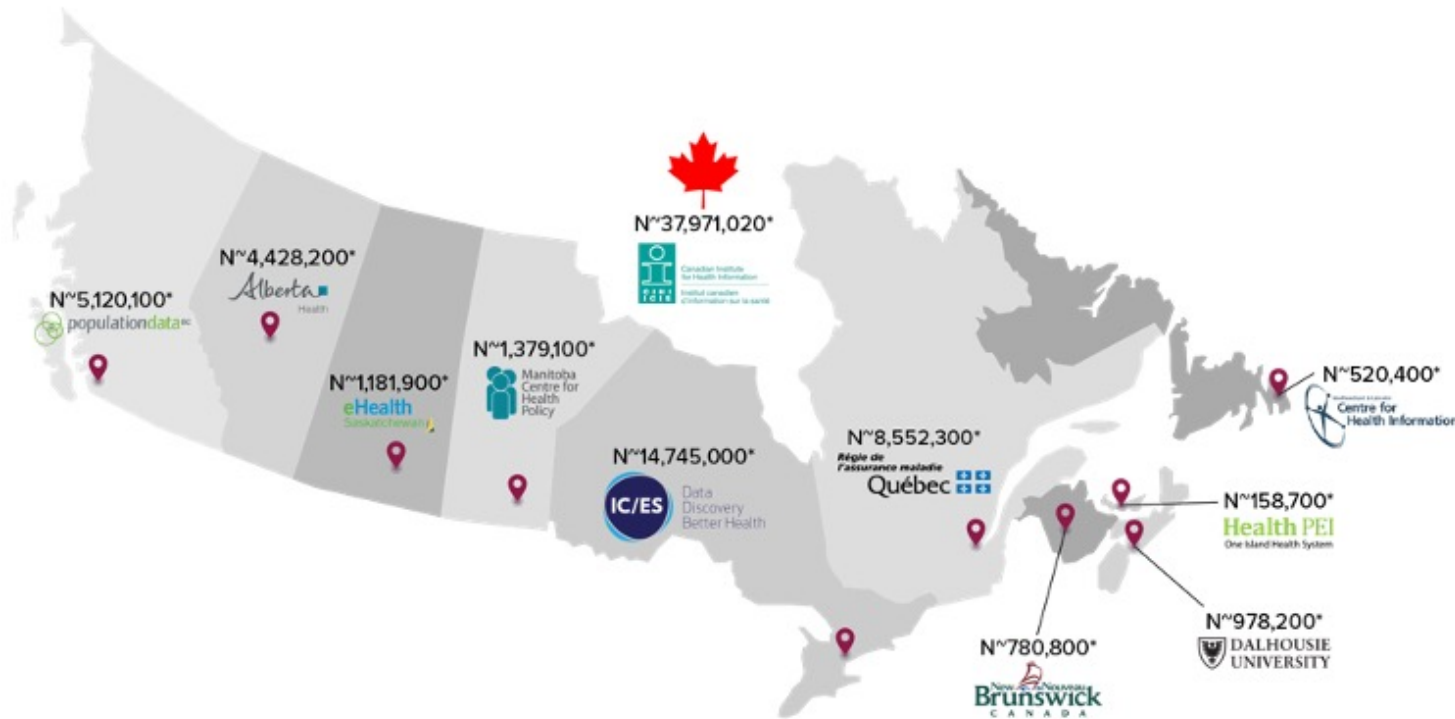 N~37,971,020*
CIHI
ICIS
Canadian Institute
for Health Information
Institut canadien
d'information sur la santé
N~4,428,200*
Alberta
Health
N~5,120,100*
populationdata BC
N~1,379,100*
Manitoba
Centre for
Health
Policy
N~1,181,900*
eHealth
Saskatchewan
N~520,400*
Centre for
Health Information
N~8,552,300*
Régie de
l'assurance maladie
Québec
N~14,745,000*
IC/ES
Data
Discovery
Better Health
N~158,700*
Health PEI
One Island Health System
N~978,200*
DALHOUSIE
UNIVERSITY
N~780,800*
New Nouveau
Brunswick
CANADA